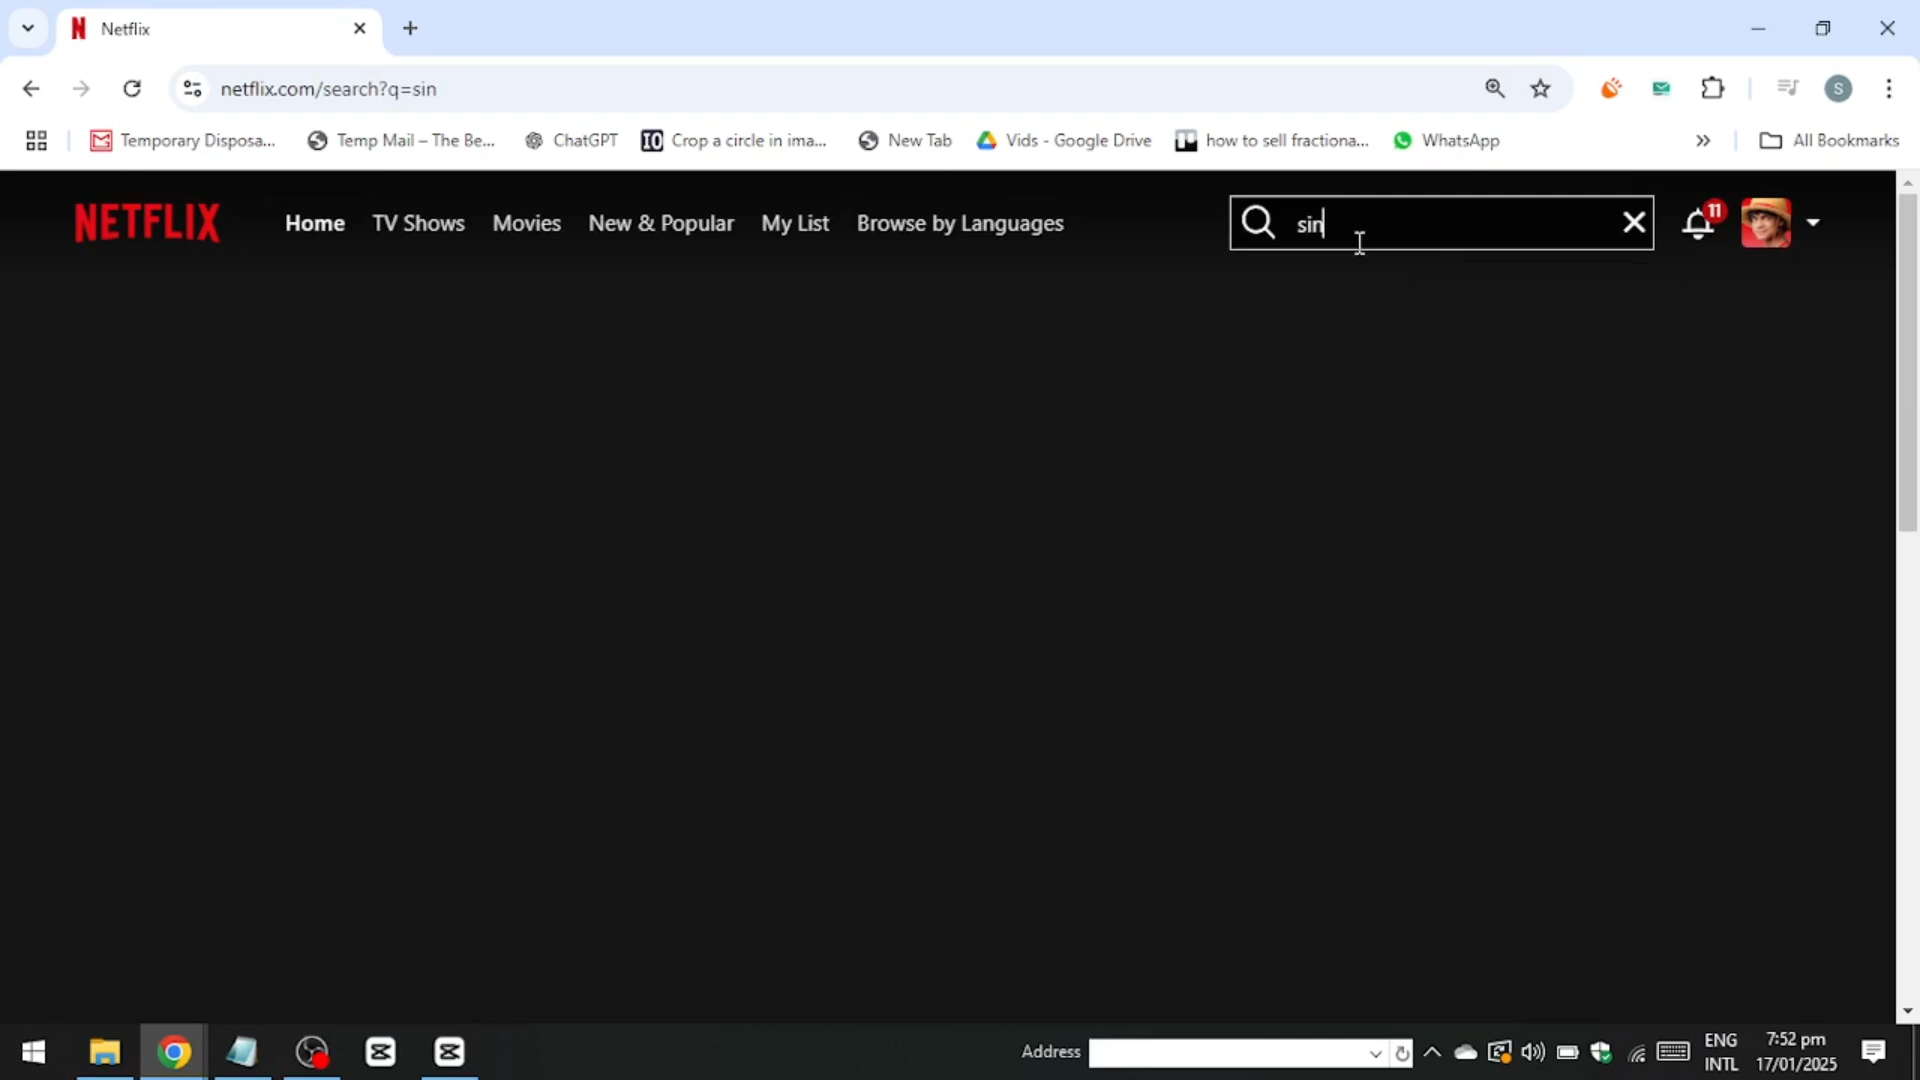 Netflix
netflix.com/search?q=sin
S
Temporary Disposa...
Temp Mail – The Be...
ChatGPT
Crop a circle in ima...
New Tab
Vids - Google Drive
how to sell fractiona...
WhatsApp
All Bookmarks
NETFLIX
Home
TV Shows
Movies
New & Popular
My List
Browse by Languages
sin
11
Address
ENG
INTL
7:52 pm
17/01/2025